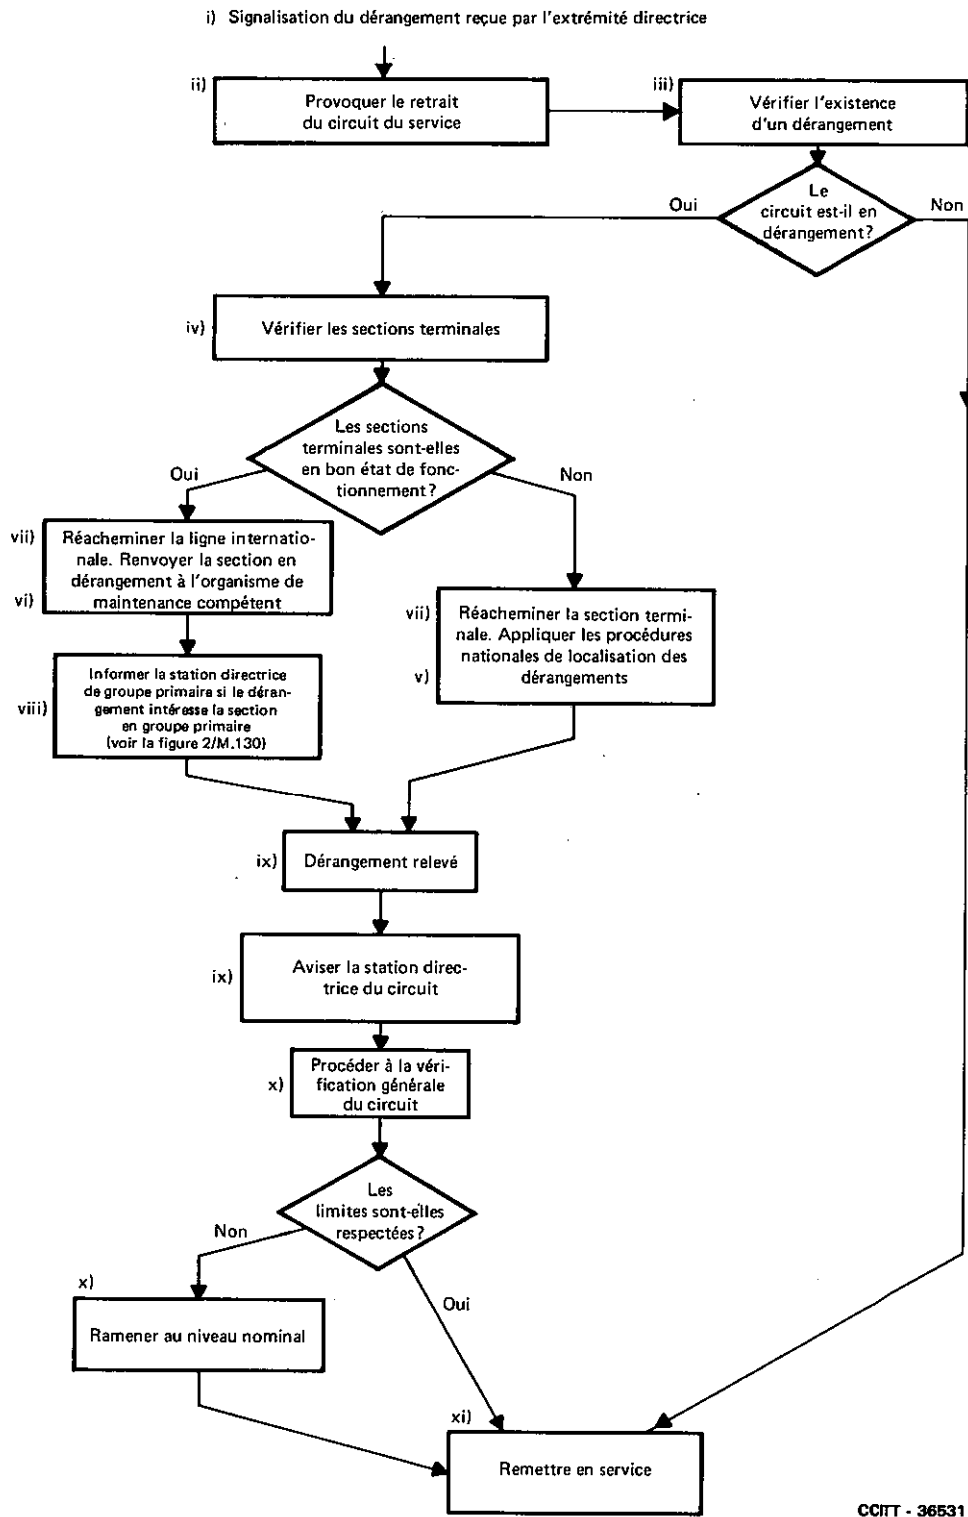 i) Signalisation du dérangement reçue par l'extrémité directrice
ii)
Provoquer le retrait
du circuit du service
iii)
Vérifier l'existence
d'un dérangement
Le
circuit est-il en
dérangement?
Oui
Non
iv)
Vérifier les sections terminales
Les sections
terminales sont-elles
en bon état de fonc-
tionnement?
Oui
Non
vii)
vi)
Réacheminer la ligne internatio-
nale. Renvoyer la section en
dérangement à l'organisme de
maintenance compétent
vii)
v)
Réacheminer la section termi-
nale. Appliquer les procédures
nationales de localisation des
dérangements
viii)
Informer la station directrice
de groupe primaire si le déran-
gement intéresse la section
en groupe primaire
(voir la figure 2/M.130)
ix)
Dérangement relevé
ix)
Aviser la station direc-
trice du circuit
x)
Procéder à la véri-
fication générale
du circuit
Les
limites sont-elles
respectées?
Non
Oui
x)
Ramener au niveau nominal
xi)
Remettre en service
CCITT - 36531